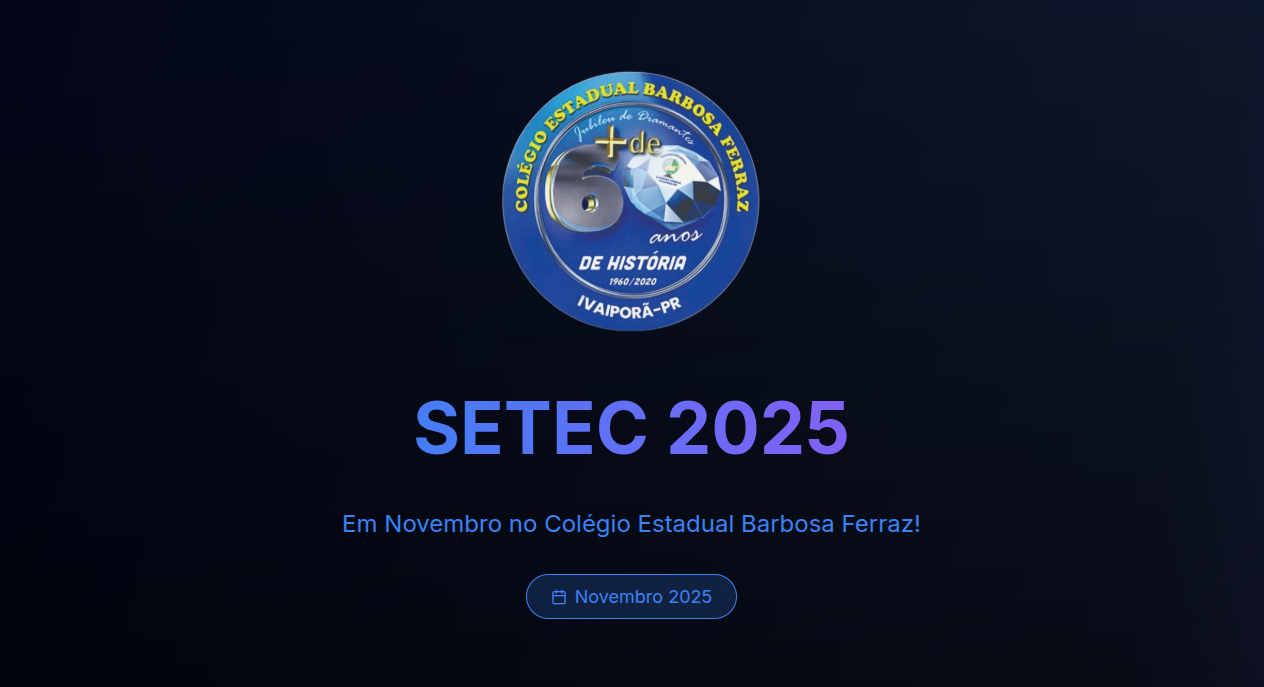 COLÉGIO ESTADUAL BARBOSA FERRAZ
Jubileu de Diamantes
+de
60
anos
DE HISTÓRIA
1960/2020
IVAIPORÃ-PR
SETEC 2025
Em Novembro no Colégio Estadual Barbosa Ferraz!
Novembro 2025